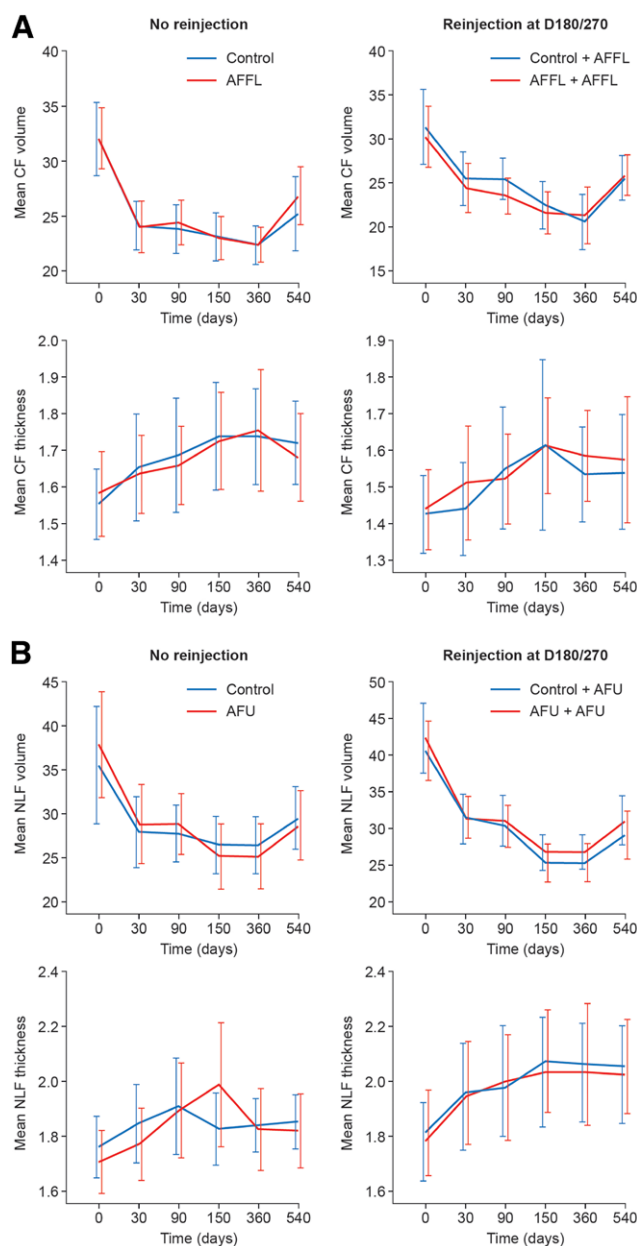 A
No reinjection
Control
AFFL
Mean CF volume
40
35
30
25
20
0 30 90 150 360 540
Time (days)
Reinjection at D180/270
Control + AFFL
AFFL + AFFL
Mean CF volume
40
35
30
25
20
15
0 30 90 150 360 540
Time (days)
Mean CF thickness
2.0
1.9
1.8
1.7
1.6
1.5
1.4
0 30 90 150 360 540
Time (days)
Mean CF thickness
1.9
1.8
1.7
1.6
1.5
1.4
1.3
0 30 90 150 360 540
Time (days)
B
No reinjection
Control
AFU
Mean NLF volume
45
40
35
30
25
20
0 30 90 150 360 540
Time (days)
Reinjection at D180/270
Control + AFU
AFU + AFU
Mean NLF volume
50
45
40
35
30
25
20
0 30 90 150 360 540
Time (days)
Mean NLF thickness
2.4
2.2
2.0
1.8
1.6
0 30 90 150 360 540
Time (days)
Mean NLF thickness
2.4
2.2
2.0
1.8
1.6
0 30 90 150 360 540
Time (days)